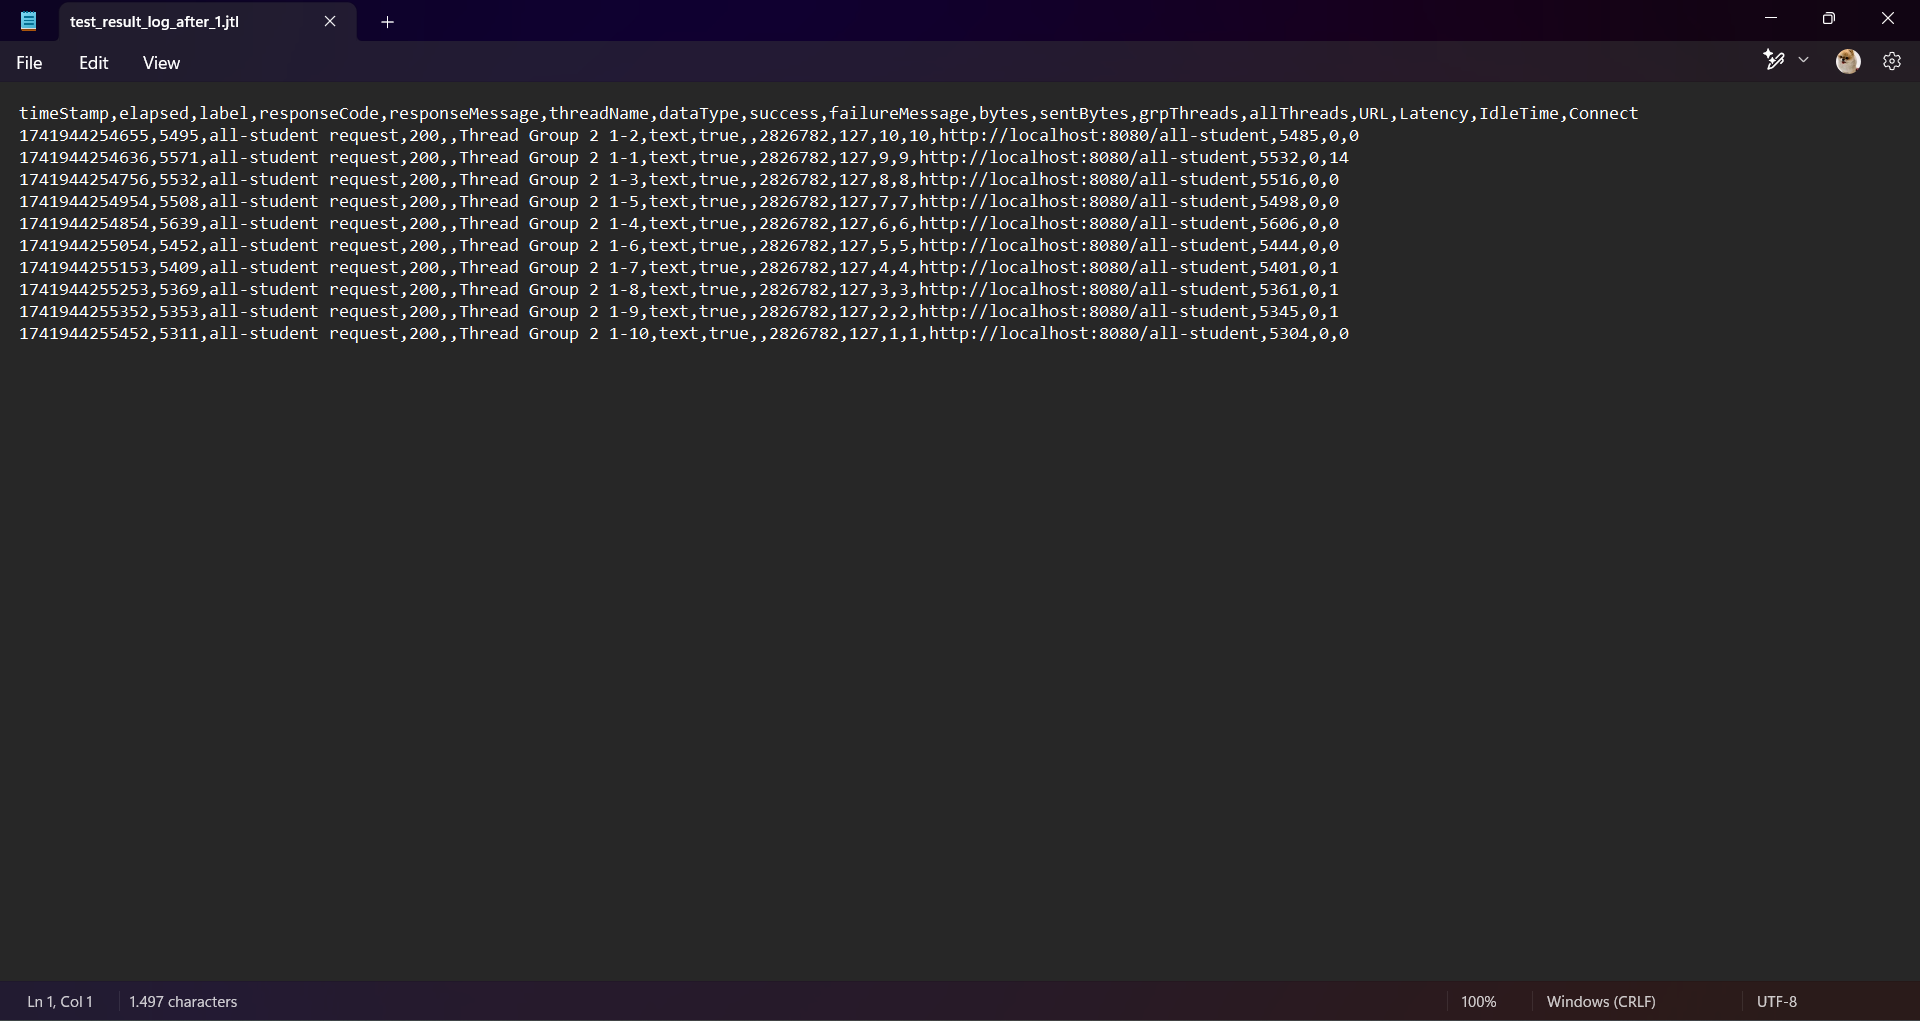 test_result_log_after_1.jtl
File Edit View
timeStamp,elapsed,label,responseCode,responseMessage,threadName,dataType,success,failureMessage,bytes,sentBytes,grpThreads,allThreads,URL,Latency,IdleTime,Connect
1741944254655,5495,all-student request,200,,Thread Group 2 1-2,text,true,,2826782,127,10,10,http://localhost:8080/all-student,5485,0,0
1741944254636,5571,all-student request,200,,Thread Group 2 1-1,text,true,,2826782,127,9,9,http://localhost:8080/all-student,5532,0,14
1741944254756,5532,all-student request,200,,Thread Group 2 1-3,text,true,,2826782,127,8,8,http://localhost:8080/all-student,5516,0,0
1741944254954,5508,all-student request,200,,Thread Group 2 1-5,text,true,,2826782,127,7,7,http://localhost:8080/all-student,5498,0,0
1741944254854,5639,all-student request,200,,Thread Group 2 1-4,text,true,,2826782,127,6,6,http://localhost:8080/all-student,5606,0,0
1741944255054,5452,all-student request,200,,Thread Group 2 1-6,text,true,,2826782,127,5,5,http://localhost:8080/all-student,5444,0,0
1741944255153,5409,all-student request,200,,Thread Group 2 1-7,text,true,,2826782,127,4,4,http://localhost:8080/all-student,5401,0,1
1741944255253,5369,all-student request,200,,Thread Group 2 1-8,text,true,,2826782,127,3,3,http://localhost:8080/all-student,5361,0,1
1741944255352,5353,all-student request,200,,Thread Group 2 1-9,text,true,,2826782,127,2,2,http://localhost:8080/all-student,5345,0,1
1741944255452,5311,all-student request,200,,Thread Group 2 1-10,text,true,,2826782,127,1,1,http://localhost:8080/all-student,5304,0,0
Ln 1, Col 1 1.497 characters 100% Windows (CRLF) UTF-8